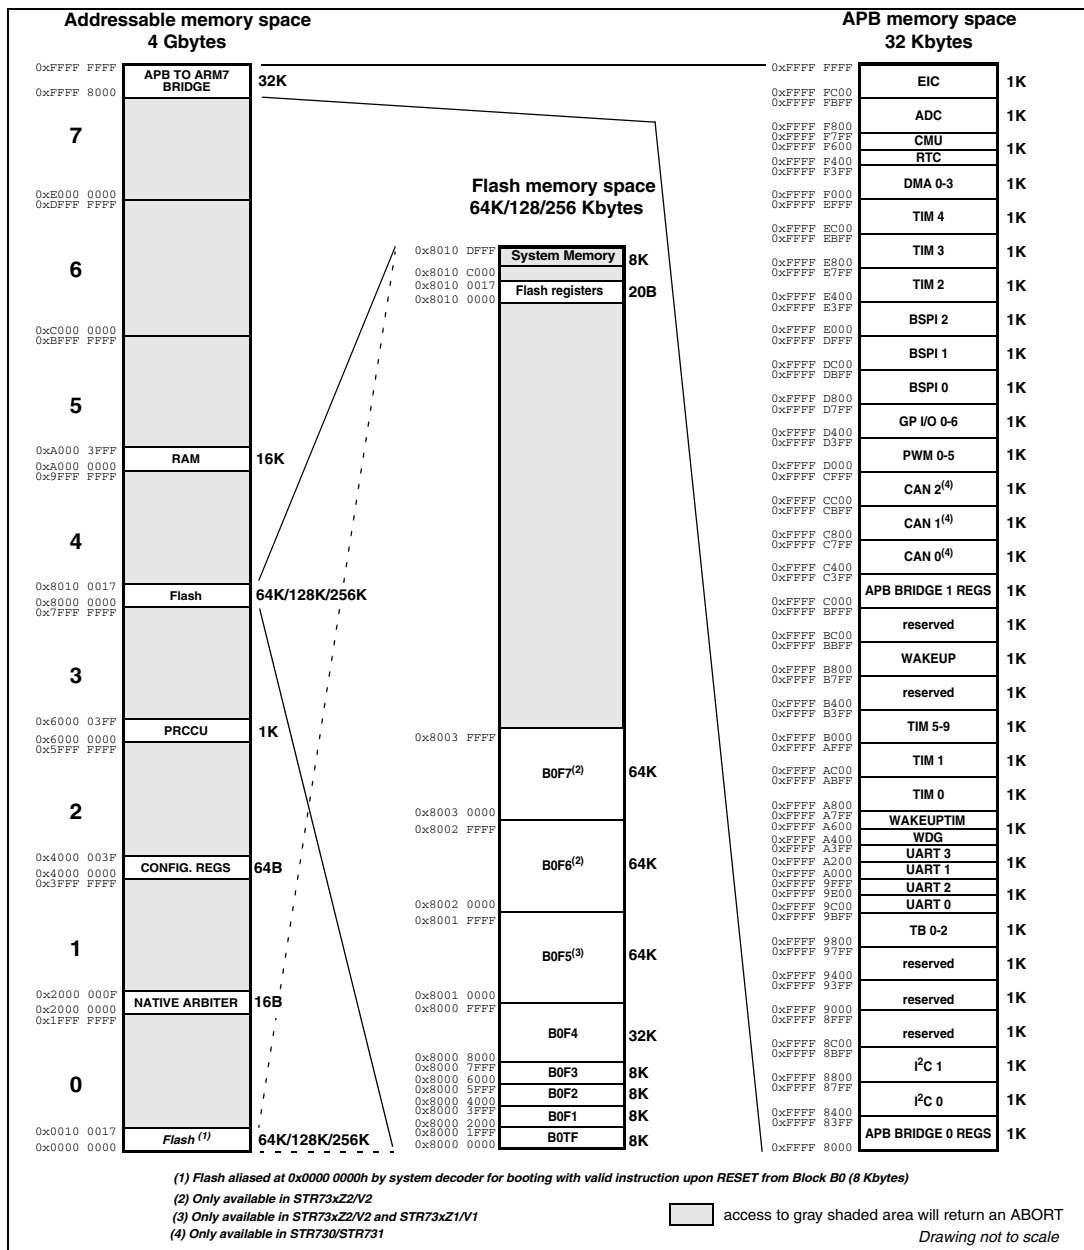 Addressable memory space
4 Gbytes
0xFFFF FFFF
APB TO ARM7
BRIDGE
32K
0xFFFF 8000
7
0xE000 0000
0xDFFF FFFF
6
0xC000 0000
0xBFFF FFFF
5
0xA000 3FFF
RAM
16K
0xA000 0000
0x9FFF FFFF
4
0x8010 0017
Flash
64K/128K/256K
0x8000 0000
0x7FFF FFFF
3
0x6000 03FF
PRCCU
1K
0x6000 0000
0x5FFF FFFF
2
0x4000 003F
CONFIG. REGS
64B
0x4000 0000
0x3FFF FFFF
1
0x2000 000F
NATIVE ARBITER
16B
0x2000 0000
0x1FFF FFFF
0
0x0010 0017
Flash (1)
64K/128K/256K
0x0000 0000
Flash memory space
64K/128/256 Kbytes
0x8010 DFFF
System Memory
8K
0x8010 C000
0x8010 0017
Flash registers
20B
0x8010 0000
0x8003 FFFF
B0F7(2)
64K
0x8003 0000
0x8002 FFFF
B0F6(2)
64K
0x8002 0000
0x8001 FFFF
B0F5(3)
64K
0x8001 0000
0x8000 FFFF
B0F4
32K
0x8000 8000
0x8000 7FFF
B0F3
8K
0x8000 6000
0x8000 5FFF
B0F2
8K
0x8000 4000
0x8000 3FFF
B0F1
8K
0x8000 2000
0x8000 1FFF
B0TF
8K
0x8000 0000
APB memory space
32 Kbytes
0xFFFF FFFF
EIC
1K
0xFFFF FC00
0xFFFF FBFF
ADC
1K
0xFFFF F800
0xFFFF F7FF
CMU
0xFFFF F600
1K
RTC
0xFFFF F400
0xFFFF F3FF
DMA 0-3
1K
0xFFFF F000
0xFFFF EFFF
TIM 4
1K
0xFFFF EC00
0xFFFF EBFF
TIM 3
1K
0xFFFF E800
0xFFFF E7FF
TIM 2
1K
0xFFFF E400
0xFFFF E3FF
BSPI 2
1K
0xFFFF E000
0xFFFF DFFF
BSPI 1
1K
0xFFFF DC00
0xFFFF DBFF
BSPI 0
1K
0xFFFF D800
0xFFFF D7FF
GP I/O 0-6
1K
0xFFFF D400
0xFFFF D3FF
PWM 0-5
1K
0xFFFF D000
0xFFFF CFFF
CAN 2(4)
1K
0xFFFF CC00
0xFFFF CBFF
CAN 1(4)
1K
0xFFFF C800
0xFFFF C7FF
CAN 0(4)
1K
0xFFFF C400
0xFFFF C3FF
APB BRIDGE 1 REGS
1K
0xFFFF C000
0xFFFF BFFF
reserved
1K
0xFFFF BC00
0xFFFF BBFF
WAKEUP
1K
0xFFFF B800
0xFFFF B7FF
reserved
1K
0xFFFF B400
0xFFFF B3FF
TIM 5-9
1K
0xFFFF B000
0xFFFF AFFF
TIM 1
1K
0xFFFF AC00
0xFFFF ABFF
TIM 0
1K
0xFFFF A800
0xFFFF A7FF
WAKEUPTIM
0xFFFF A600
1K
WDG
0xFFFF A400
0xFFFF A3FF
UART 3
0xFFFF A200
1K
UART 1
0xFFFF A000
0xFFFF 9FFF
UART 2
0xFFFF 9E00
1K
UART 0
0xFFFF 9C00
0xFFFF 9BFF
TB 0-2
1K
0xFFFF 9800
0xFFFF 97FF
reserved
1K
0xFFFF 9400
0xFFFF 93FF
reserved
1K
0xFFFF 9000
0xFFFF 8FFF
reserved
1K
0xFFFF 8C00
0xFFFF 8BFF
I2C 1
1K
0xFFFF 8800
0xFFFF 87FF
I2C 0
1K
0xFFFF 8400
0xFFFF 83FF
APB BRIDGE 0 REGS
1K
0xFFFF 8000
(1) Flash aliased at 0x0000 0000h by system decoder for booting with valid instruction upon RESET from Block B0 (8 Kbytes)
(2) Only available in STR73xZ2/V2
(3) Only available in STR73xZ2/V2 and STR73xZ1/V1
(4) Only available in STR730/STR731
access to gray shaded area will return an ABORT
Drawing not to scale